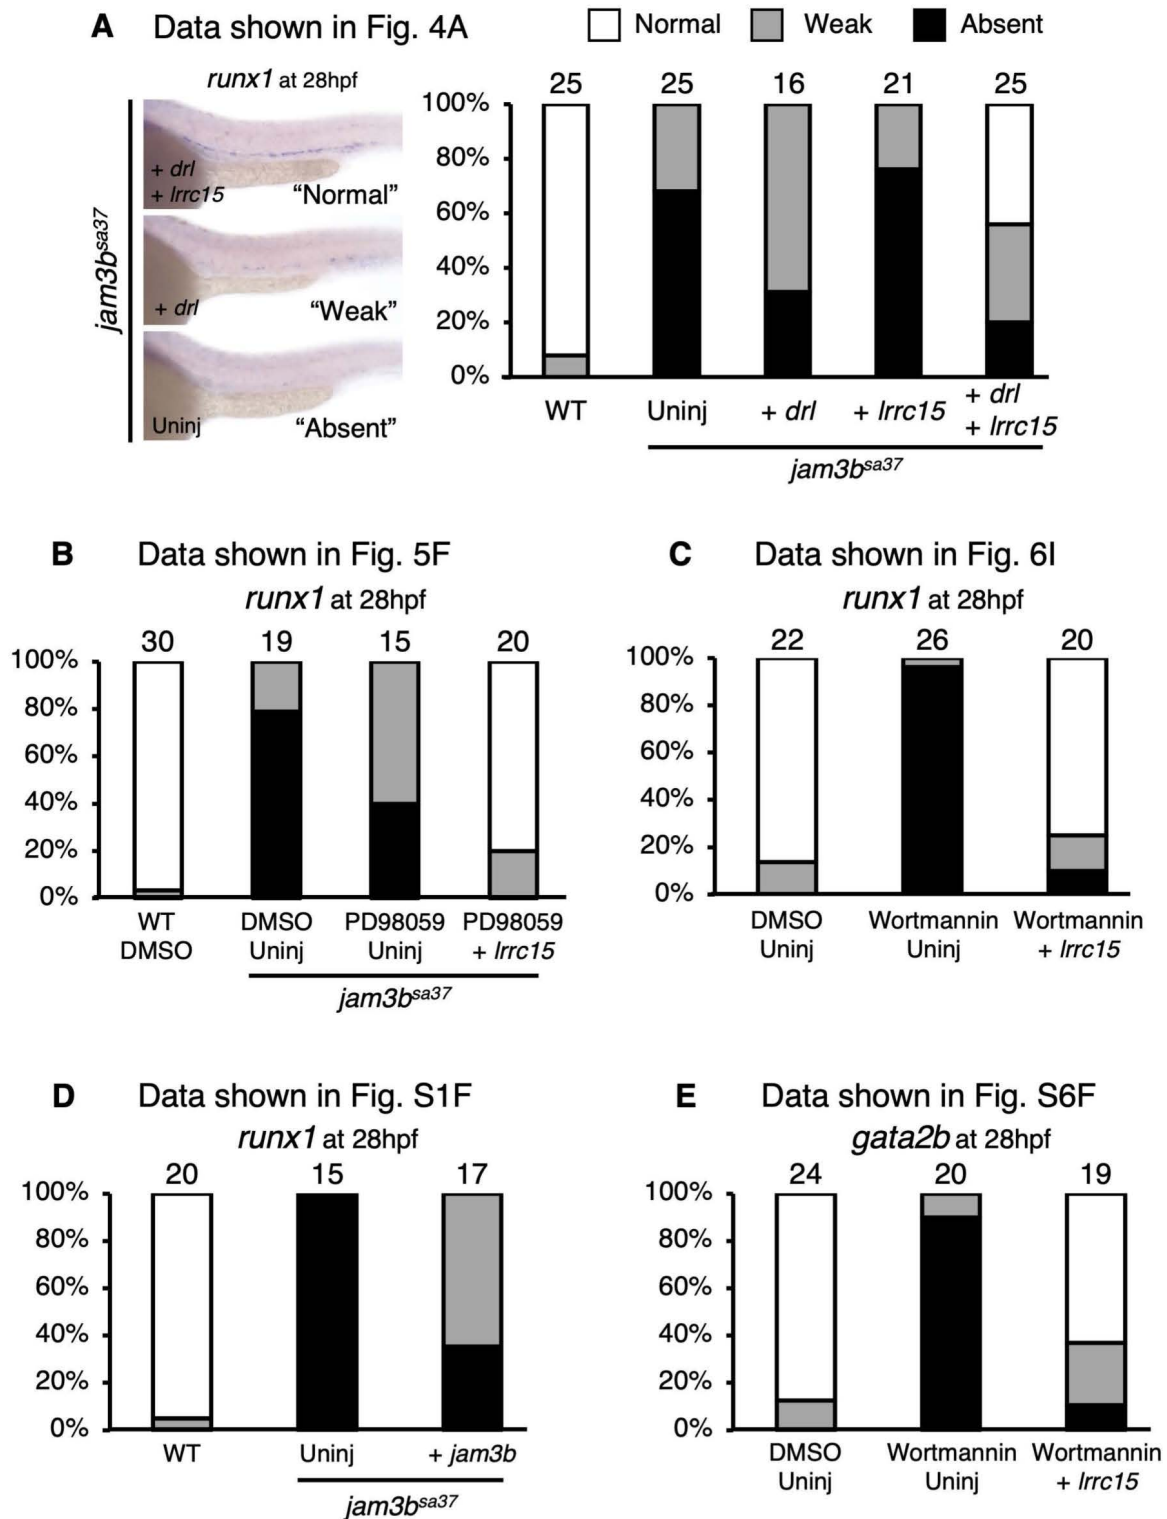 A Data shown in Fig. 4A
Normal Weak Absent
runx1 at 28hpf
jam3bsa37
+ drl
+ lrrc15
“Normal”
+ drl
“Weak”
Uninj
“Absent”
25 25 16 21 25
100%
80%
60%
40%
20%
0%
WT Uninj + drl + lrrc15 + drl
+ lrrc15
jam3bsa37
B Data shown in Fig. 5F
runx1 at 28hpf
30 19 15 20
100%
80%
60%
40%
20%
0%
WT DMSO PD98059 PD98059
DMSO Uninj Uninj + lrrc15
jam3bsa37
C Data shown in Fig. 6I
runx1 at 28hpf
22 26 20
100%
80%
60%
40%
20%
0%
DMSO Wortmannin Wortmannin
Uninj Uninj + lrrc15
D Data shown in Fig. S1F
runx1 at 28hpf
20 15 17
100%
80%
60%
40%
20%
0%
WT Uninj + jam3b
jam3bsa37
E Data shown in Fig. S6F
gata2b at 28hpf
24 20 19
100%
80%
60%
40%
20%
0%
DMSO Wortmannin Wortmannin
Uninj Uninj + lrrc15